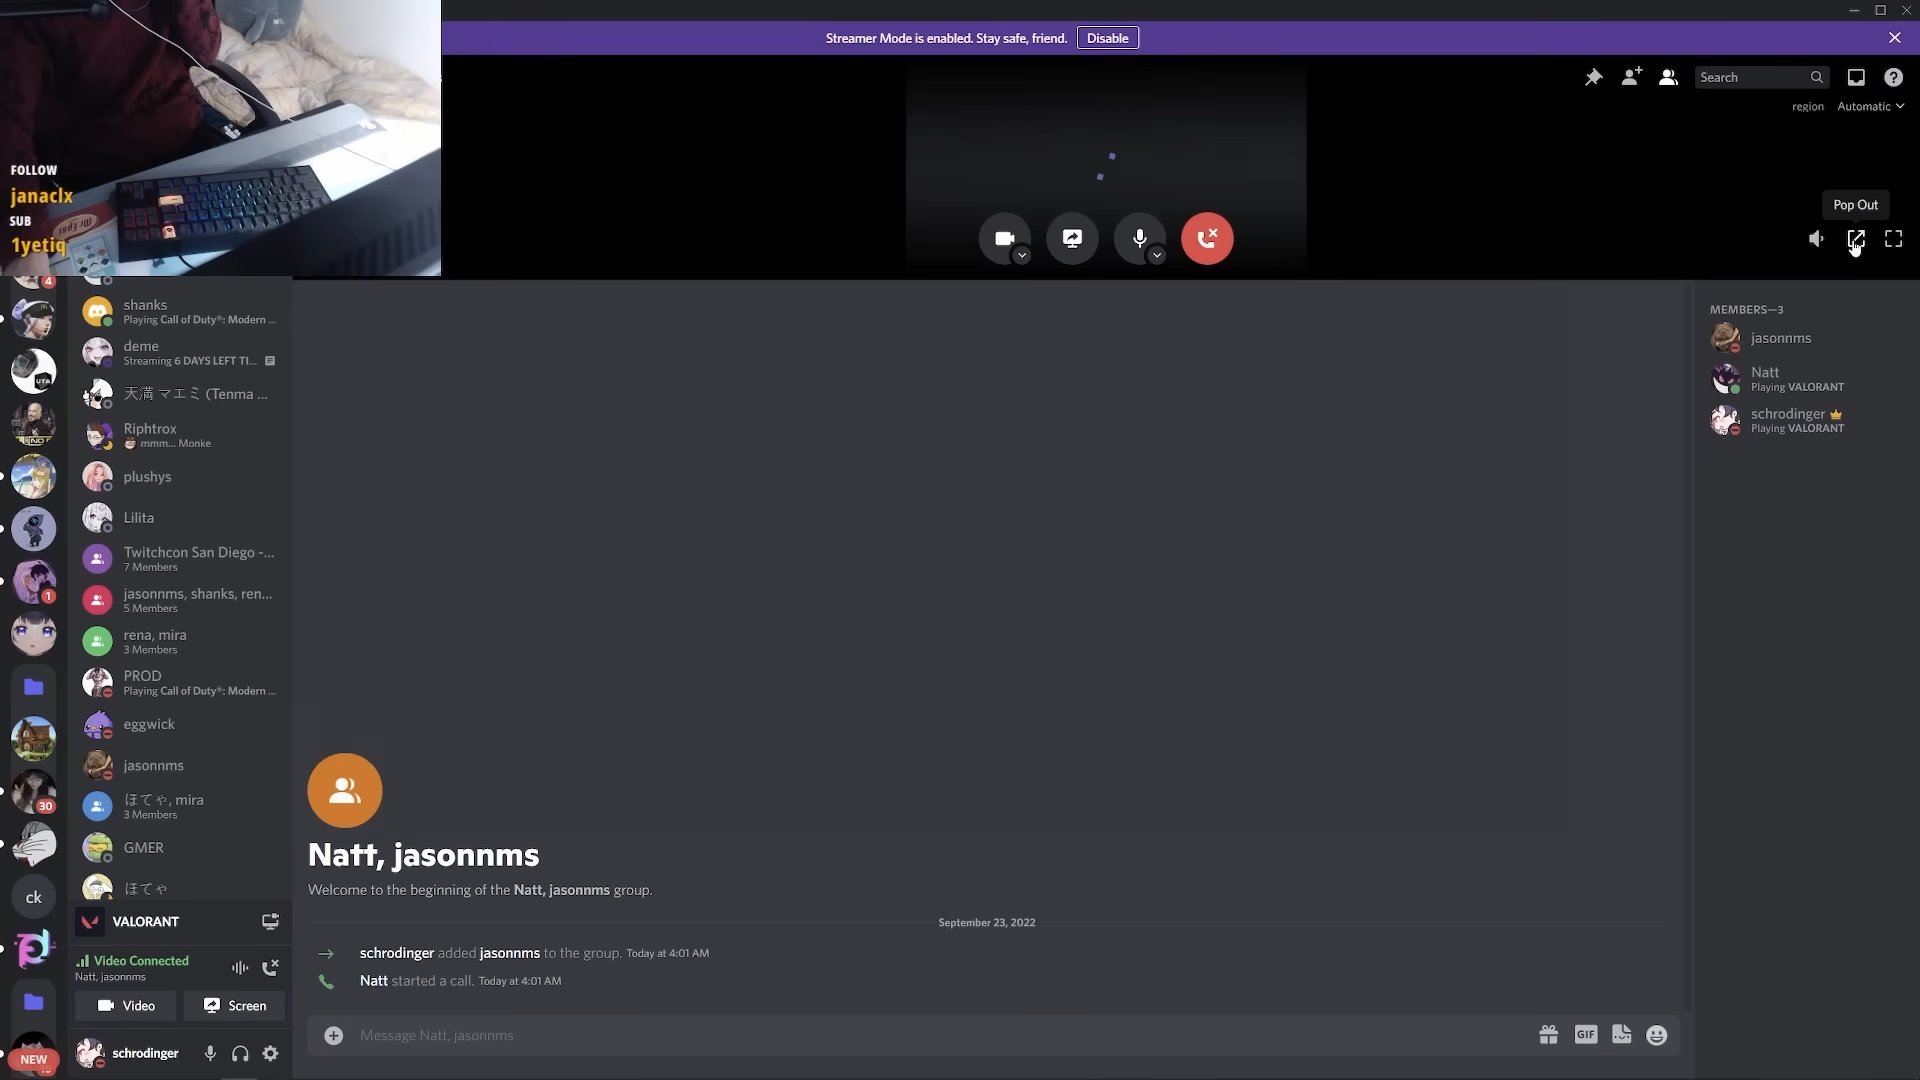 Streamer Mode is enabled. Stay safe, friend. Disable
Search
region Automatic
Pop Out
FOLLOW
janaclx
SUB
1yetiq
4
shanks
Playing Call of Duty®: Modern ...
deme
Streaming 6 DAYS LEFT TI...
天満 マエミ (Tenma ...
Riphtrox
mmm... Monke
plushys
Lilita
Twitchcon San Diego -...
7 Members
1
jasonnms, shanks, ren...
5 Members
rena, mira
3 Members
PROD
Playing Call of Duty®: Modern ...
eggwick
jasonnms
30
ほてゃ, mira
3 Members
GMER
ほてゃ
ck
VALORANT
Video Connected
Natt, jasonnms
Video
Screen
NEW
schrodinger
Natt, jasonnms
Welcome to the beginning of the Natt, jasonnms group.
September 23, 2022
schrodinger added jasonnms to the group. Today at 4:01 AM
Natt started a call. Today at 4:01 AM
Message Natt, jasonnms
GIF
MEMBERS—3
jasonnms
Natt
Playing VALORANT
schrodinger
Playing VALORANT